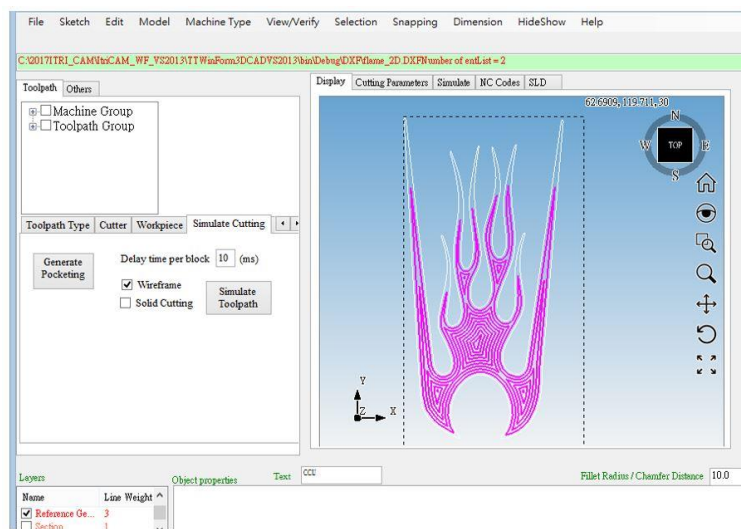 File Sketch Edit Model Machine Type View/Verify Selection Snapping Dimension HideShow Help
C:\2017ITRI_CAM\ItriCAM_WF_VS2013\TTWinForm3DCADVS2013\bin\Debug\DXF\flame_2D.DXFNumber of entList = 2
Toolpath Others
Display Cutting Parameters Simulate NC Codes SLD
Machine Group
Toolpath Group
62.6909, 119.711, 30
N
W TOP E
S
Toolpath Type Cutter Workpiece Simulate Cutting
Generate Pocketing
Delay time per block 10 (ms)
Wireframe
Solid Cutting
Simulate Toolpath
Y
Z X
Layers
Object properties
Text CCU
Fillet Radius / Chamfer Distance 10.0
Name Line Weight
Reference Ge... 3
Section 1